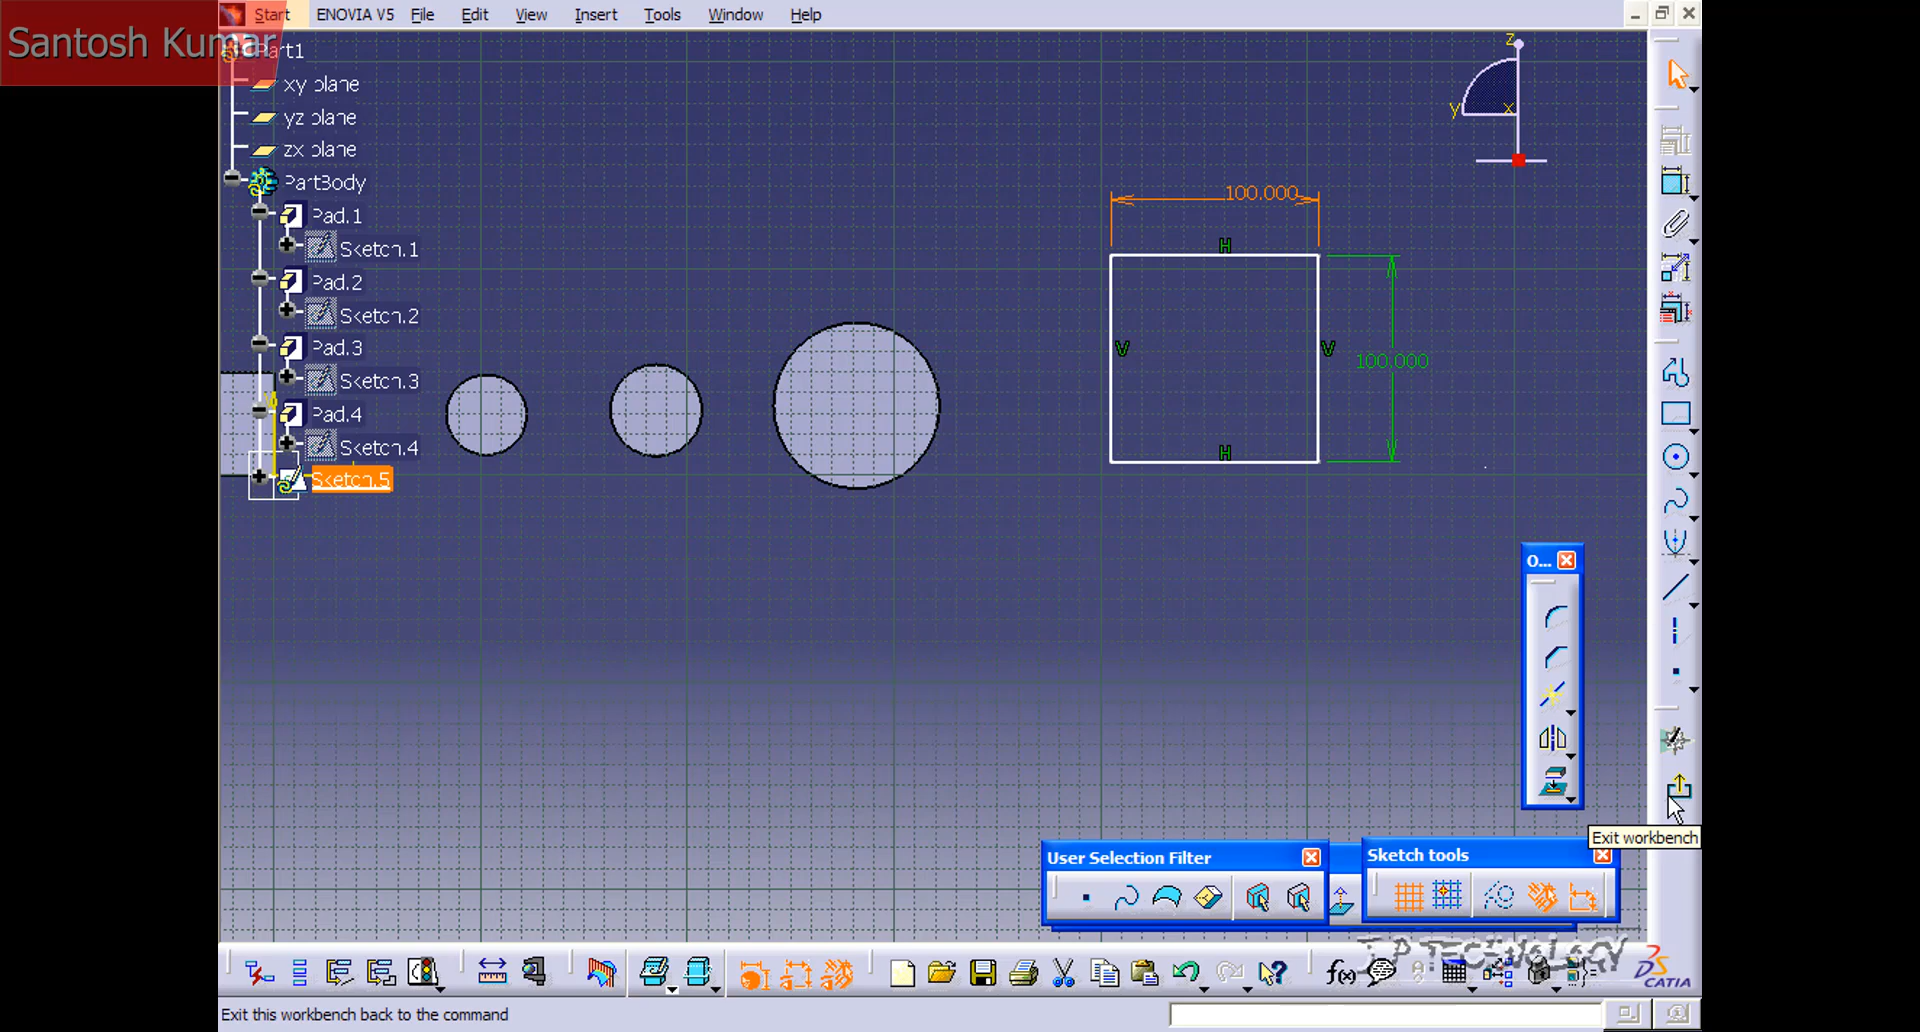 Santosh Kumar
Start ENOVIA V5 File Edit View Insert Tools Window Help
Part1
xy plane
yz plane
zx plane
PartBody
Pad.1
Sketch.1
Pad.2
Sketch.2
Pad.3
Sketch.3
Pad.4
Sketch.4
Sketch.5
z
y
x
100.000
H
V
V
100.000
H
O...
Exit workbench
User Selection Filter
Sketch tools
f(x)
T P TECHNOLOGY
CATIA
Exit this workbench back to the command